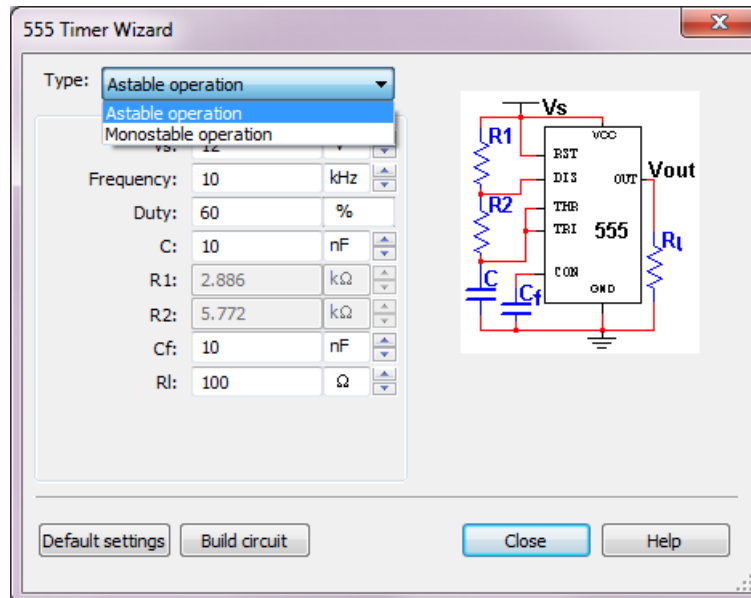 555 Timer Wizard
Type: Astable operation
Astable operation
Monostable operation
Vs: 12 V
Frequency: 10 kHz
Duty: 60 %
C: 10 nF
R1: 2.886 kΩ
R2: 5.772 kΩ
Cf: 10 nF
Rl: 100 Ω
Vs
R1
VCC
RST
DIS
OUT
Vout
R2
THR
TRI
555
Rl
CON
C
Cf
GND
Default settings
Build circuit
Close
Help